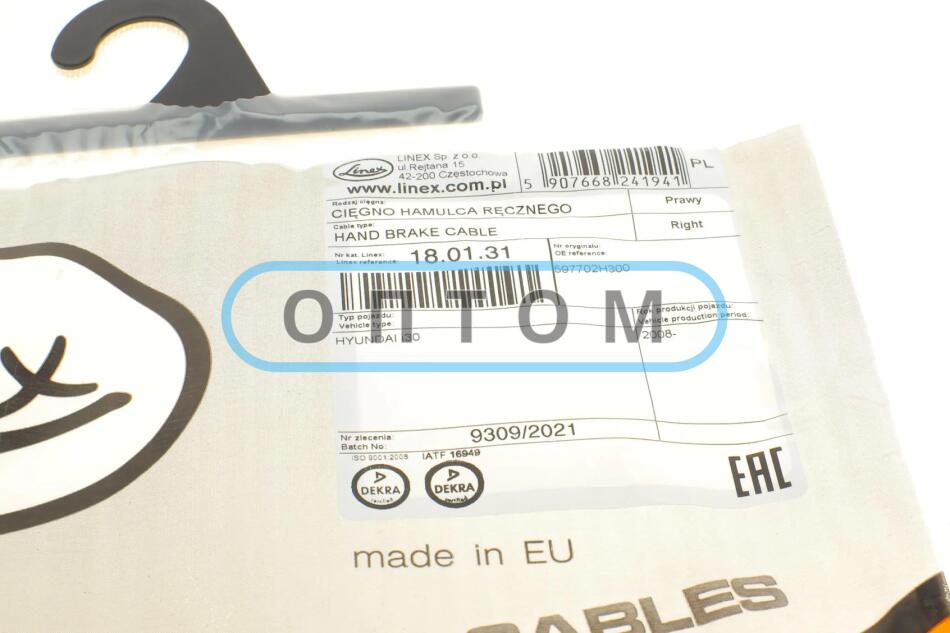 Linex
LINEX Sp. z o.o.
ul.Rejtana 15
42-200 Częstochowa
www.linex.com.pl
5 907668 241941
PL
Rodzaj cięgna:
CIĘGNO HAMULCA RĘCZNEGO
Prawy
Cable type:
HAND BRAKE CABLE
Right
Nr kat. Linex:
Linex reference:
18.01.31
Nr oryginału:
OE reference:
597702H300
ОПТОМ
Typ pojazdu:
Vehicle type:
HYUNDAI I30
Rok produkcji pojazdu:
Vehicle production period:
2008-
Nr zlecenia:
Batch No:
9309/2021
ISO 9001:2008
IATF 16949
DEKRA
DEKRA
EAC
made in EU
CABLES